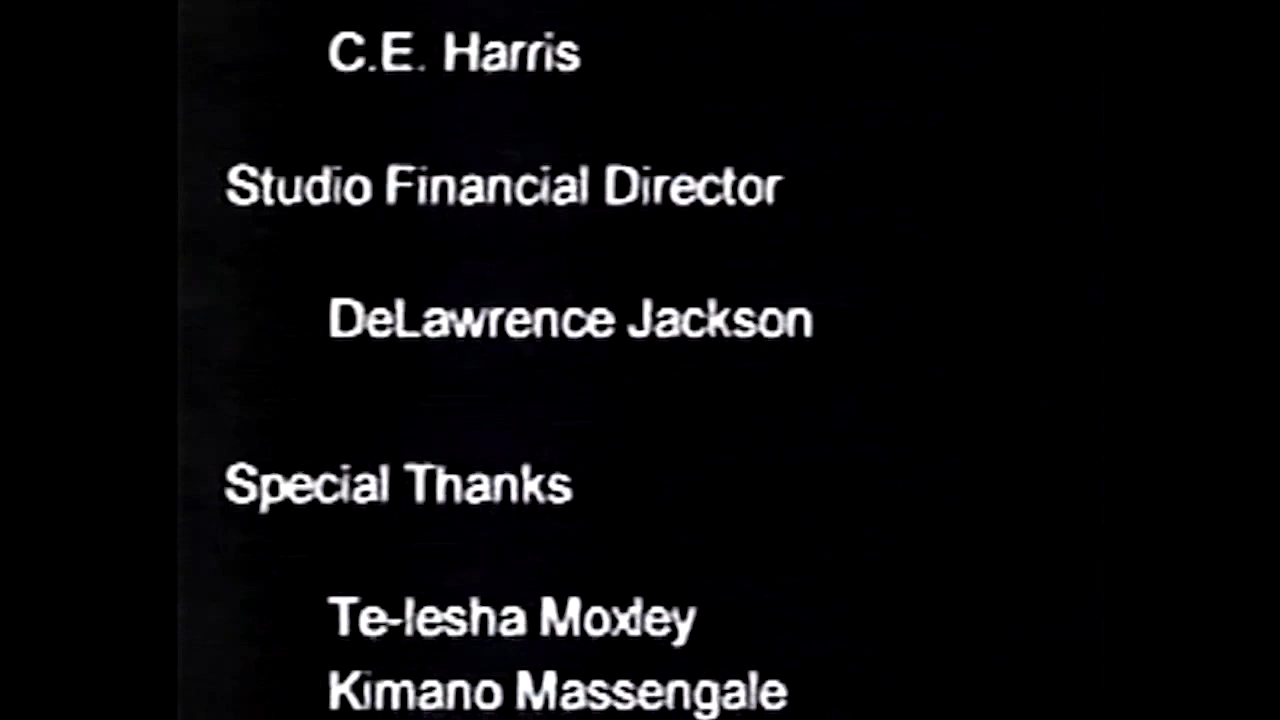 C.E. Harris
Studio Financial Director
DeLawrence Jackson
Special Thanks
Te-Iesha Moxley
Kimano Massengale